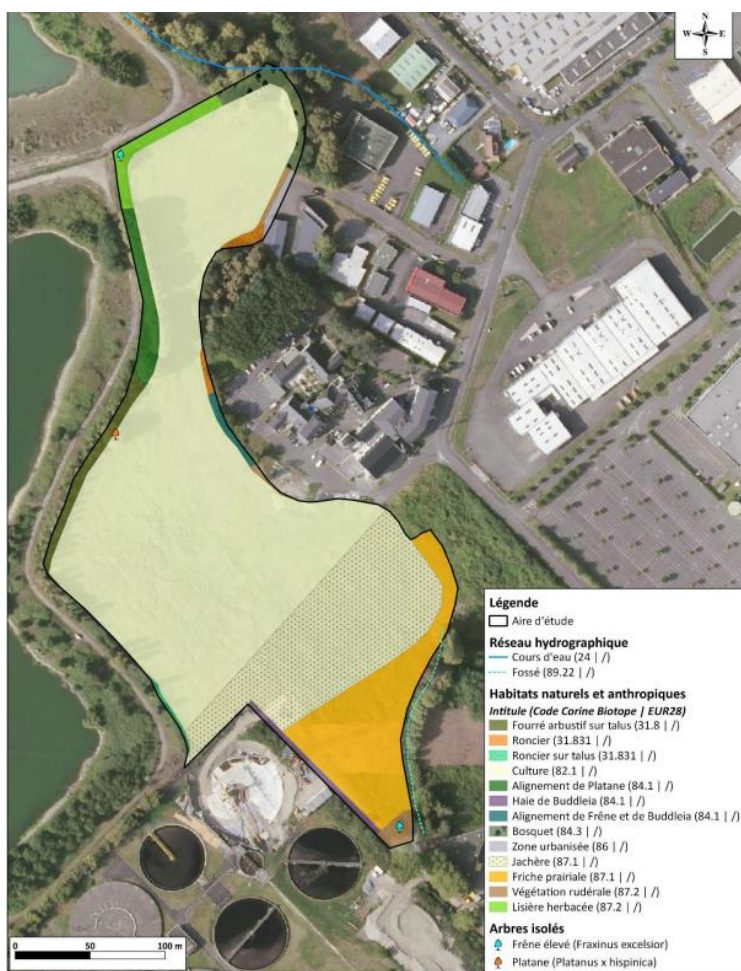 N
W E
S
Légende
Aire d'étude
Réseau hydrographique
Cours d'eau (24 | /)
Fossé (89.22 | /)
Habitats naturels et anthropiques
Intitule (Code Corine Biotope | EUR28)
Fourré arbustif sur talus (31.8 | /)
Roncier (31.831 | /)
Roncier sur talus (31.831 | /)
Culture (82.1 | /)
Alignement de Platane (84.1 | /)
Haie de Buddleia (84.1 | /)
Alignement de Frêne et de Buddleia (84.1 | /)
Bosquet (84.3 | /)
Zone urbanisée (86 | /)
Jachère (87.1 | /)
Friche prairiale (87.1 | /)
Végétation rudérale (87.2 | /)
Lisière herbacée (87.2 | /)
Arbres isolés
Frêne élevé (Fraxinus excelsior)
Platane (Platanus x hispinica)
0 50 100 m